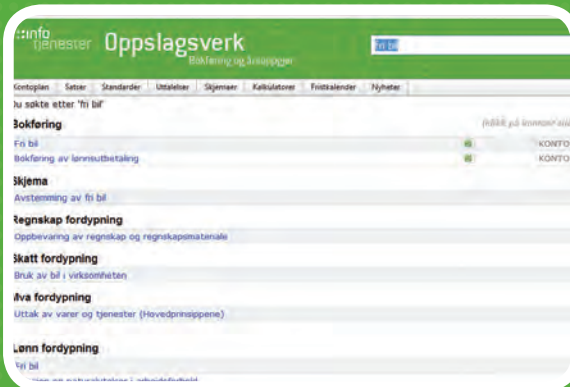 ::info
tjenester Oppslagsverk
Bokføring og årsoppgjør
fri bil
Kontoplan Satser Standarder Uttalelser Skjemaer Kalkulatorer Fristkalender Nyheter
Du søkte etter 'fri bil'
Bokføring
Fri bil KONTO
Bokføring av lønnsutbetaling KONTO
Skjema
Avstemming av fri bil
Regnskap fordypning
Oppbevaring av regnskap og regnskapsmateriale
Skatt fordypning
Bruk av bil i virksomheten
Mva fordypning
Uttak av varer og tjenester (Hovedprinsippene)
Lønn fordypning
Fri bil
naturalytelser i arbeidsforhold